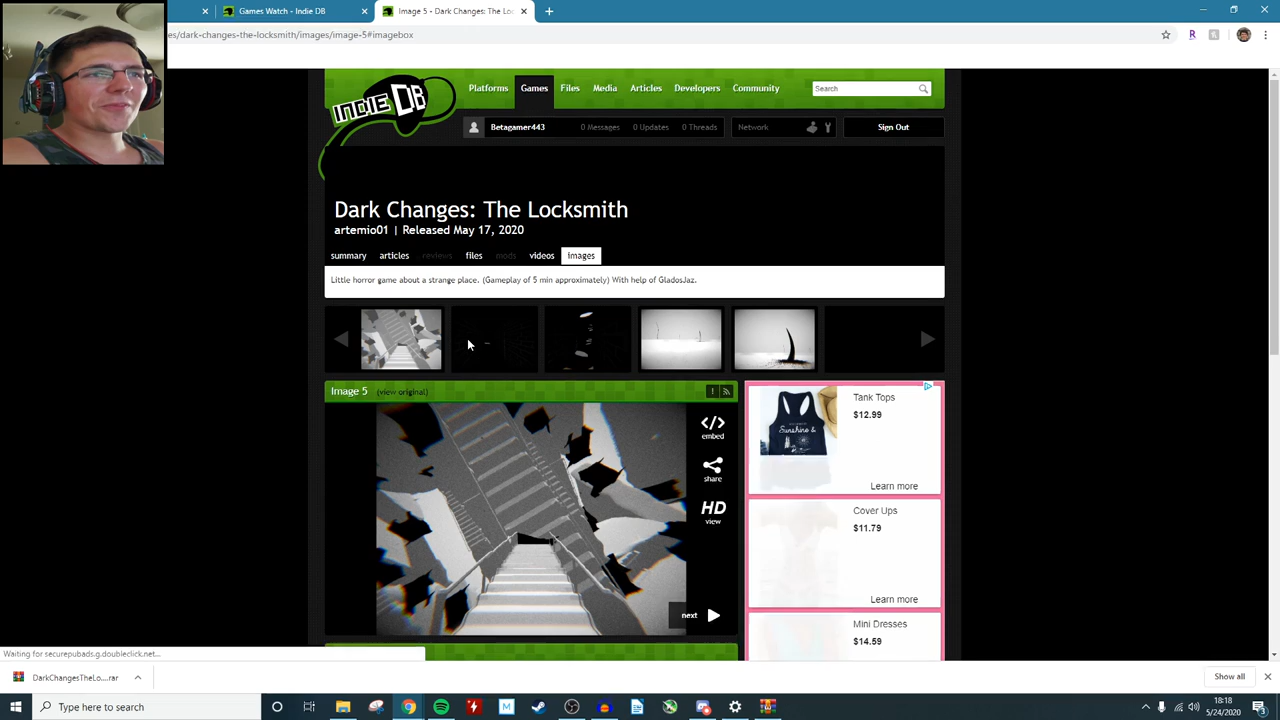 Games Watch - Indie DB
Image 5 - Dark Changes: The Loc
es/dark-changes-the-locksmith/images/image-5#imagebox
INDIE DB
Platforms
Games
Files
Media
Articles
Developers
Community
Search
Betagamer443
0 Messages
0 Updates
0 Threads
Network
Sign Out
Dark Changes: The Locksmith
artemio01 | Released May 17, 2020
summary
articles
reviews
files
mods
videos
images
Little horror game about a strange place. (Gameplay of 5 min approximately) With help of GladosJaz.
Image 5 (view original)
embed
share
HD
view
next
Tank Tops
$12.99
Learn more
Cover Ups
$11.79
Learn more
Mini Dresses
$14.59
Waiting for securepubads.g.doubleclick.net...
DarkChangesTheLo....rar
Show all
Type here to search
18:18
5/24/2020